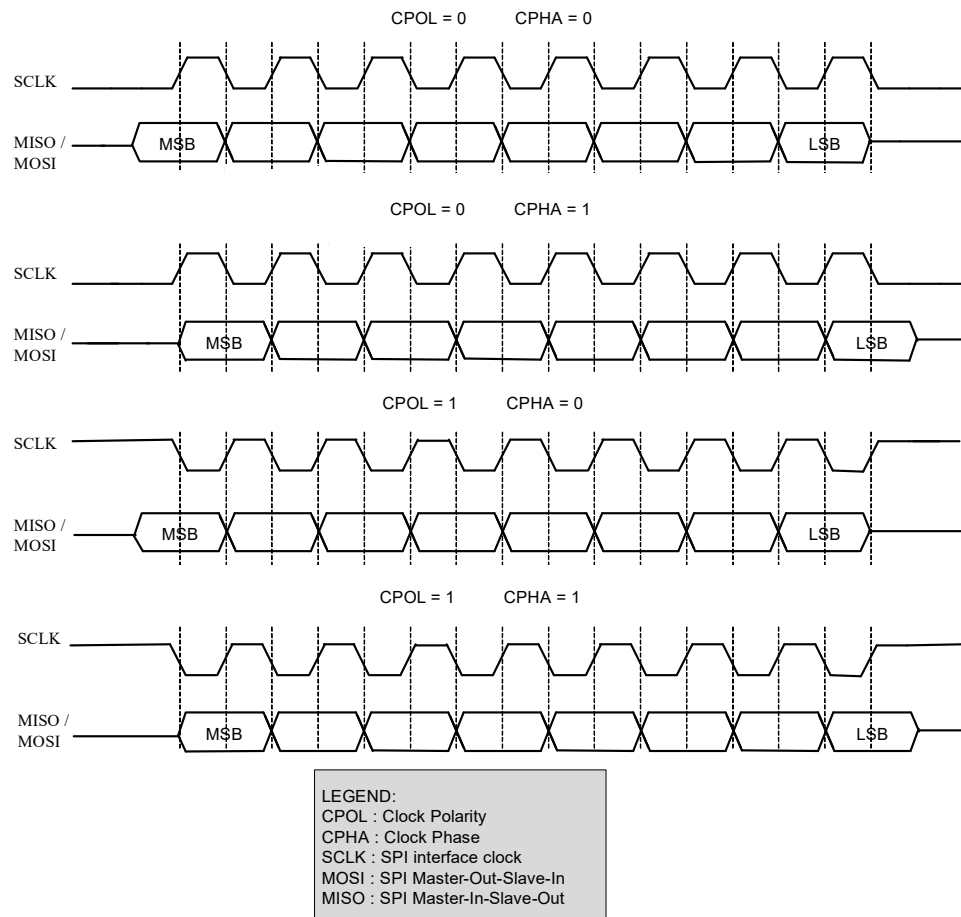 CPOL = 0 CPHA = 0
SCLK
MISO /
MOSI
MSB
LSB
CPOL = 0 CPHA = 1
SCLK
MISO /
MOSI
MSB
LSB
CPOL = 1 CPHA = 0
SCLK
MISO /
MOSI
MSB
LSB
CPOL = 1 CPHA = 1
SCLK
MISO /
MOSI
MSB
LSB
LEGEND:
CPOL : Clock Polarity
CPHA : Clock Phase
SCLK : SPI interface clock
MOSI : SPI Master-Out-Slave-In
MISO : SPI Master-In-Slave-Out